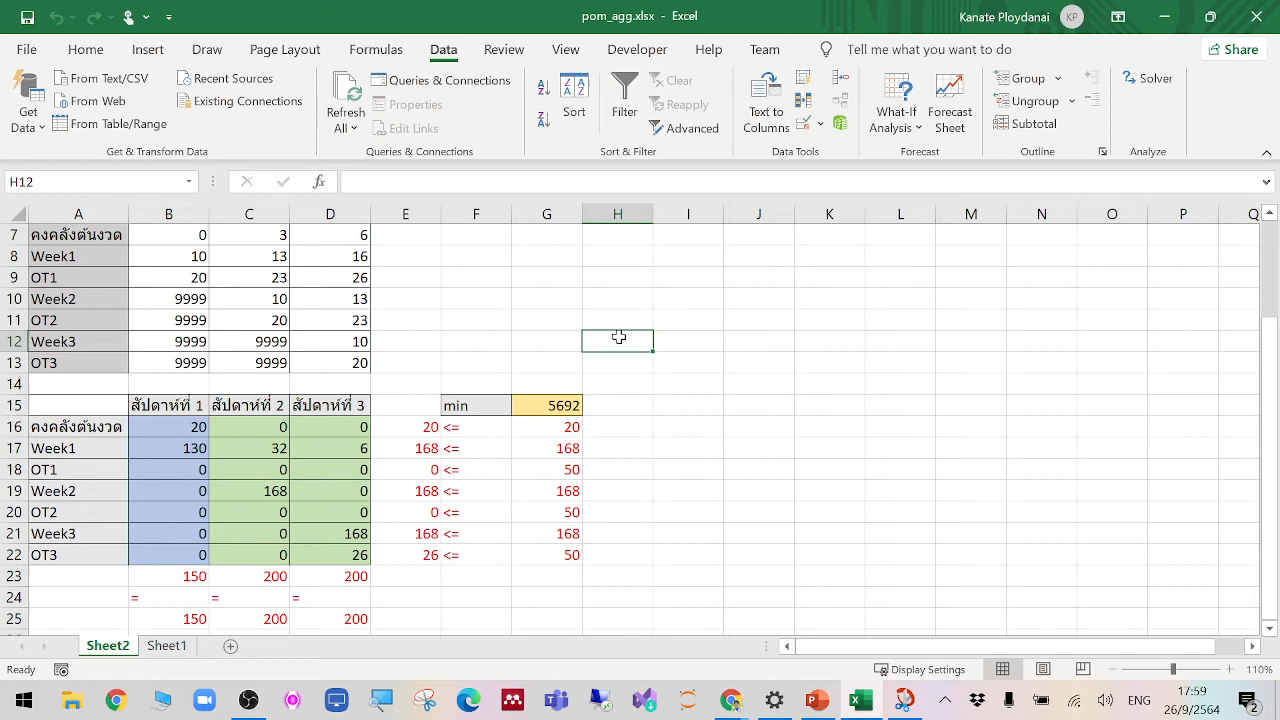 pom_agg.xlsx - Excel
Kanate Ploydanai KP
File Home Insert Draw Page Layout Formulas Data Review View Developer Help Team Tell me what you want to do Share
Get Data
From Text/CSV
From Web
From Table/Range
Recent Sources
Existing Connections
Get & Transform Data
Refresh All
Queries & Connections
Properties
Edit Links
Queries & Connections
Sort
Filter
Clear
Reapply
Advanced
Sort & Filter
Text to Columns
Data Tools
What-If Analysis
Forecast Sheet
Forecast
Group
Ungroup
Subtotal
Outline
Solver
Analyze
H12 fx
A B C D E F G H I J K L M N O P Q
7 คงคลังต้นงวด 0 3 6
8 Week1 10 13 16
9 OT1 20 23 26
10 Week2 9999 10 13
11 OT2 9999 20 23
12 Week3 9999 9999 10
13 OT3 9999 9999 20
14
15 สัปดาห์ที่ 1 สัปดาห์ที่ 2 สัปดาห์ที่ 3 min 5692
16 คงคลังต้นงวด 20 0 0 20 <= 20
17 Week1 130 32 6 168 <= 168
18 OT1 0 0 0 0 <= 50
19 Week2 0 168 0 168 <= 168
20 OT2 0 0 0 0 <= 50
21 Week3 0 0 168 168 <= 168
22 OT3 0 0 26 26 <= 50
23 150 200 200
24 = = =
25 150 200 200
Sheet2 Sheet1
Ready Display Settings 110%
ENG 17:59
26/9/2564 2